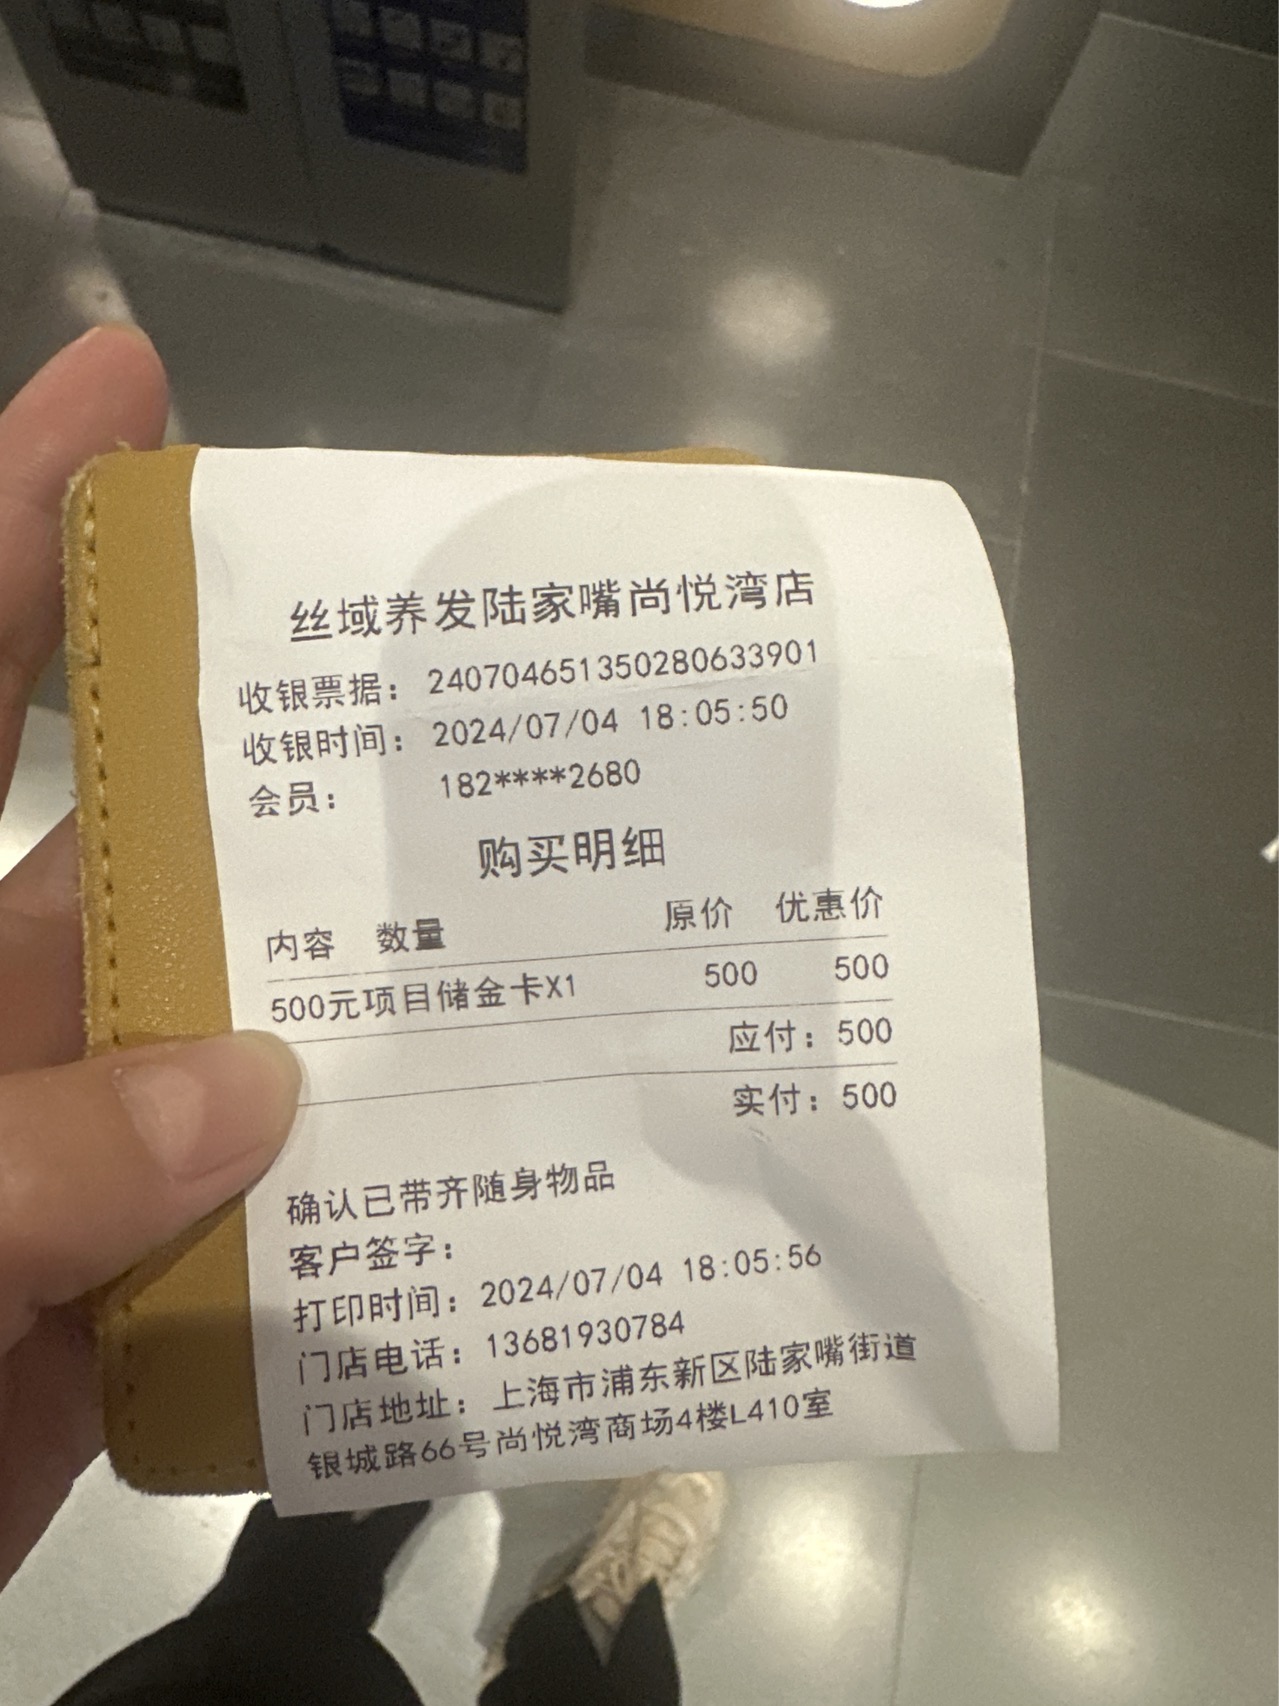 丝域养发陆家嘴尚悦湾店
收银票据： 240704651350280633901
收银时间： 2024/07/04 18:05:50
会员： 182****2680
购买明细
内容 数量 原价 优惠价
500元项目储金卡X1 500 500
应付：500
实付：500
确认已带齐随身物品
客户签字：
打印时间：2024/07/04 18:05:56
门店电话：13681930784
门店地址：上海市浦东新区陆家嘴街道
银城路66号尚悦湾商场4楼L410室